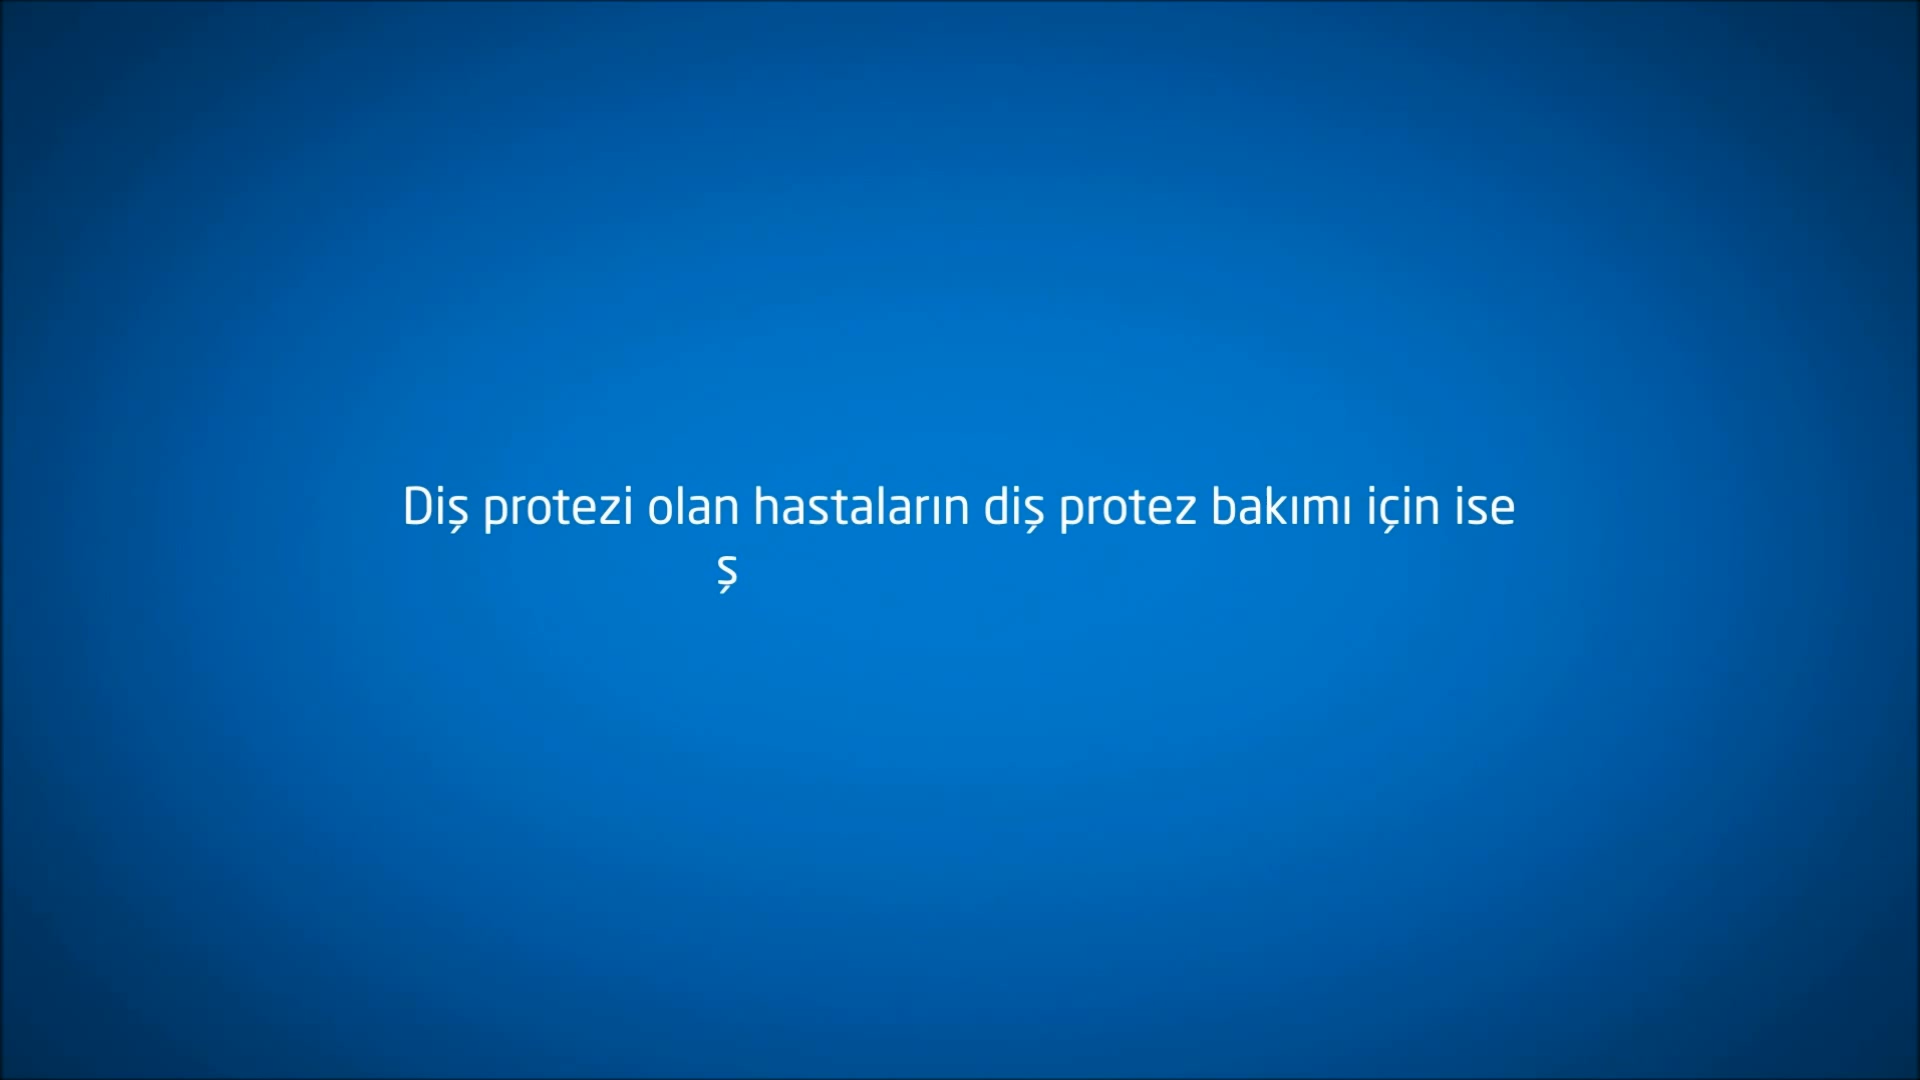 Diş protezi olan hastaların diş protez bakımı için ise
ş